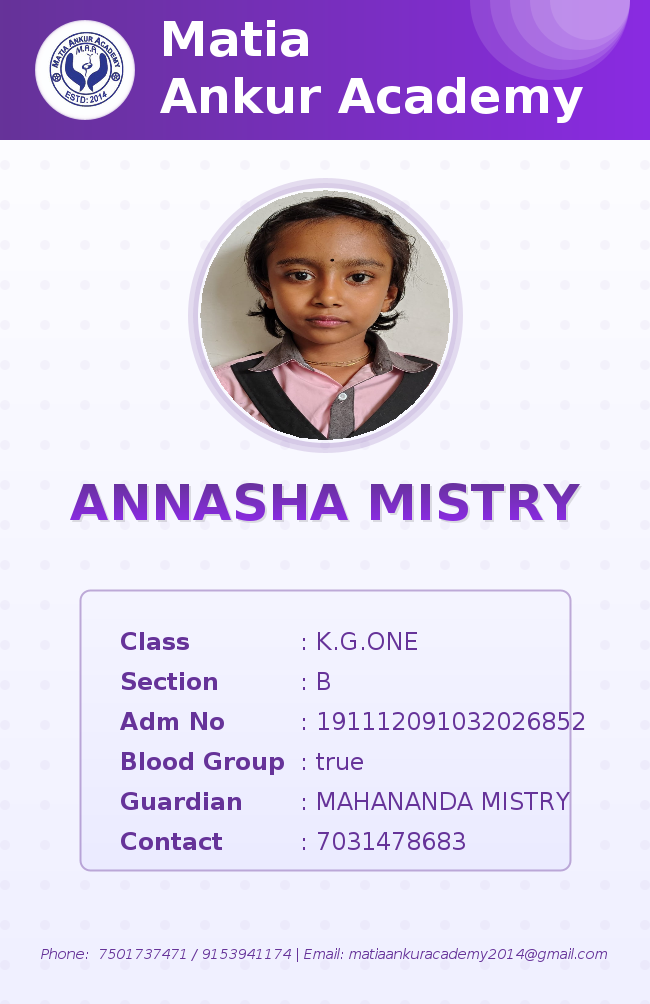 MATIA ANKUR ACADEMY
M.A.A.
ESTD: 2014
Matia
Ankur Academy
ANNASHA MISTRY
Class : K.G.ONE
Section : B
Adm No : 191112091032026852
Blood Group : true
Guardian : MAHANANDA MISTRY
Contact : 7031478683
Phone: 7501737471 / 9153941174 | Email: matiaankuracademy2014@gmail.com